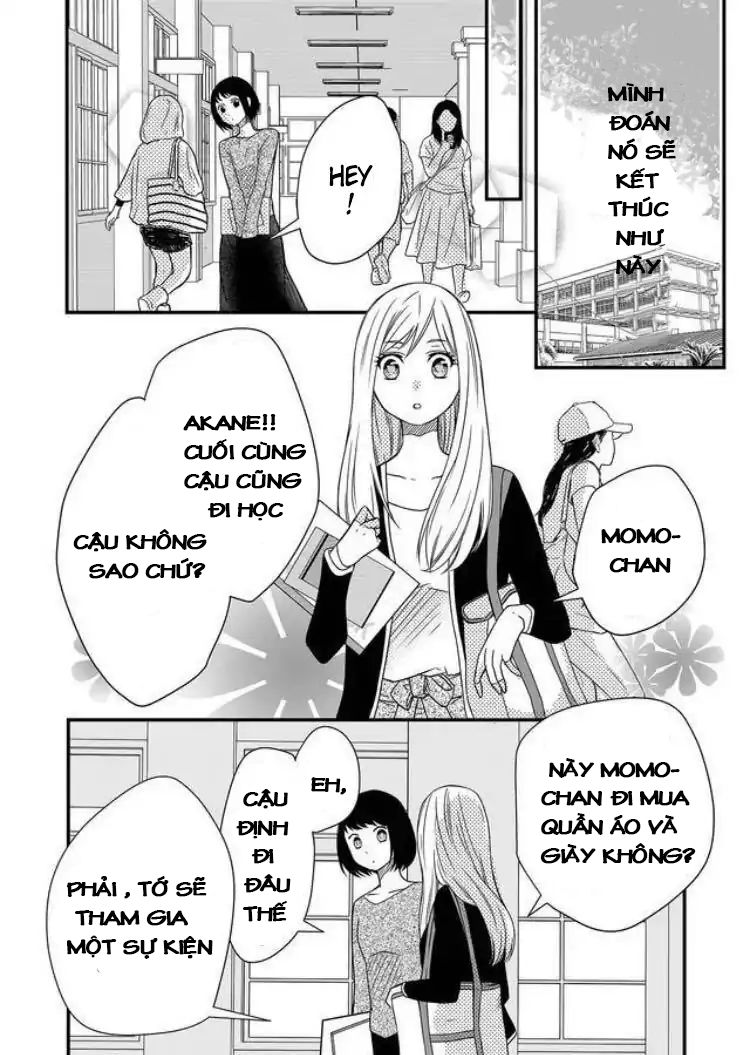 MÌNH
ĐOÁN
NÓ SẼ
KẾT
THÚC
NHƯ
NÀY
HEY
!
AKANE!!
CUỐI CÙNG
CẬU CŨNG
ĐI HỌC
CẬU KHÔNG
SAO CHỨ?
MOMO-
CHAN
NÀY MOMO-
CHAN ĐI MUA
QUẦN ÁO VÀ
GIÀY KHÔNG?
EH,
CẬU
ĐỊNH
ĐI
ĐÂU
THẾ
PHẢI , TỚ SẼ
THAM GIA
MỘT SỰ KIỆN